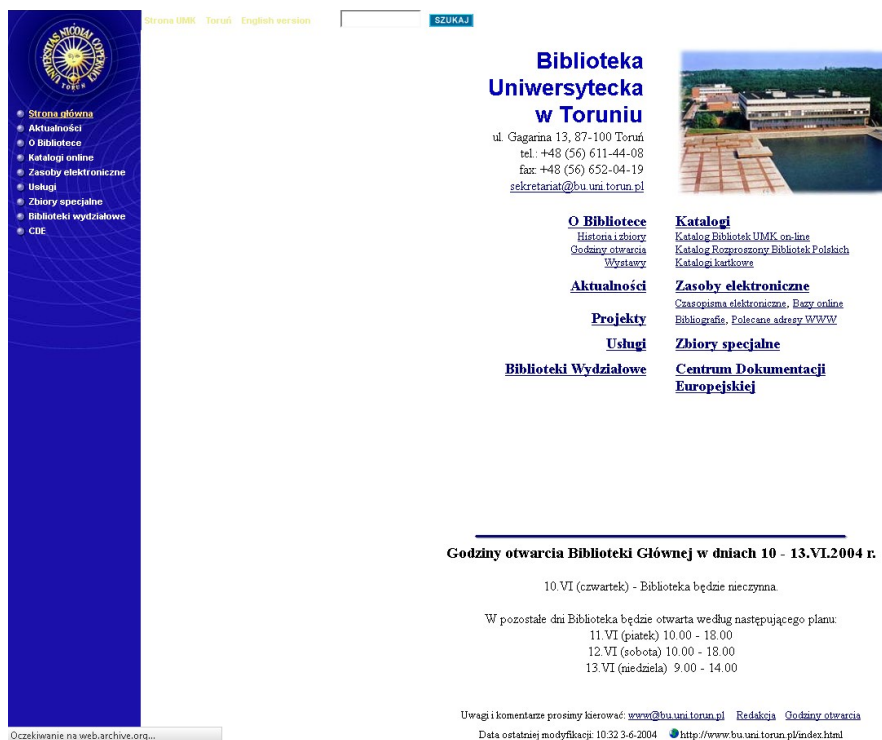 Strona UMK Toruń English version SZUKAJ
UNIVERSITAS NICOLAI COPERNICI
TORUŃ
Strona główna
Aktualności
O Bibliotece
Katalogi online
Zasoby elektroniczne
Usługi
Zbiory specjalne
Biblioteki wydziałowe
CDE
Biblioteka
Uniwersytecka
w Toruniu
ul. Gagarina 13, 87-100 Toruń
tel.: +48 (56) 611-44-08
fax: +48 (56) 652-04-19
sekretariat@bu.uni.torun.pl
O Bibliotece
Historia i zbiory
Godziny otwarcia
Wystawy
Aktualności
Projekty
Usługi
Biblioteki Wydziałowe
Katalogi
Katalog Bibliotek UMK on-line
Katalog Rozproszony Bibliotek Polskich
Katalogi kartkowe
Zasoby elektroniczne
Czasopisma elektroniczne, Bazy online
Bibliografie, Polecane adresy WWW
Zbiory specjalne
Centrum Dokumentacji
Europejskiej
Godziny otwarcia Biblioteki Głównej w dniach 10 - 13.VI.2004 r.
10.VI (czwartek) - Biblioteka będzie nieczynna.
W pozostałe dni Biblioteka będzie otwarta według następującego planu:
11.VI (piatek) 10.00 - 18.00
12.VI (sobota) 10.00 - 18.00
13.VI (niedziela) 9.00 - 14.00
Uwagi i komentarze prosimy kierować: www@bu.uni.torun.pl Redakcja Godziny otwarcia
Data ostatniej modyfikacji: 10:32 3-6-2004 http://www.bu.uni.torun.pl/index.html
Oczekiwanie na web.archive.org...